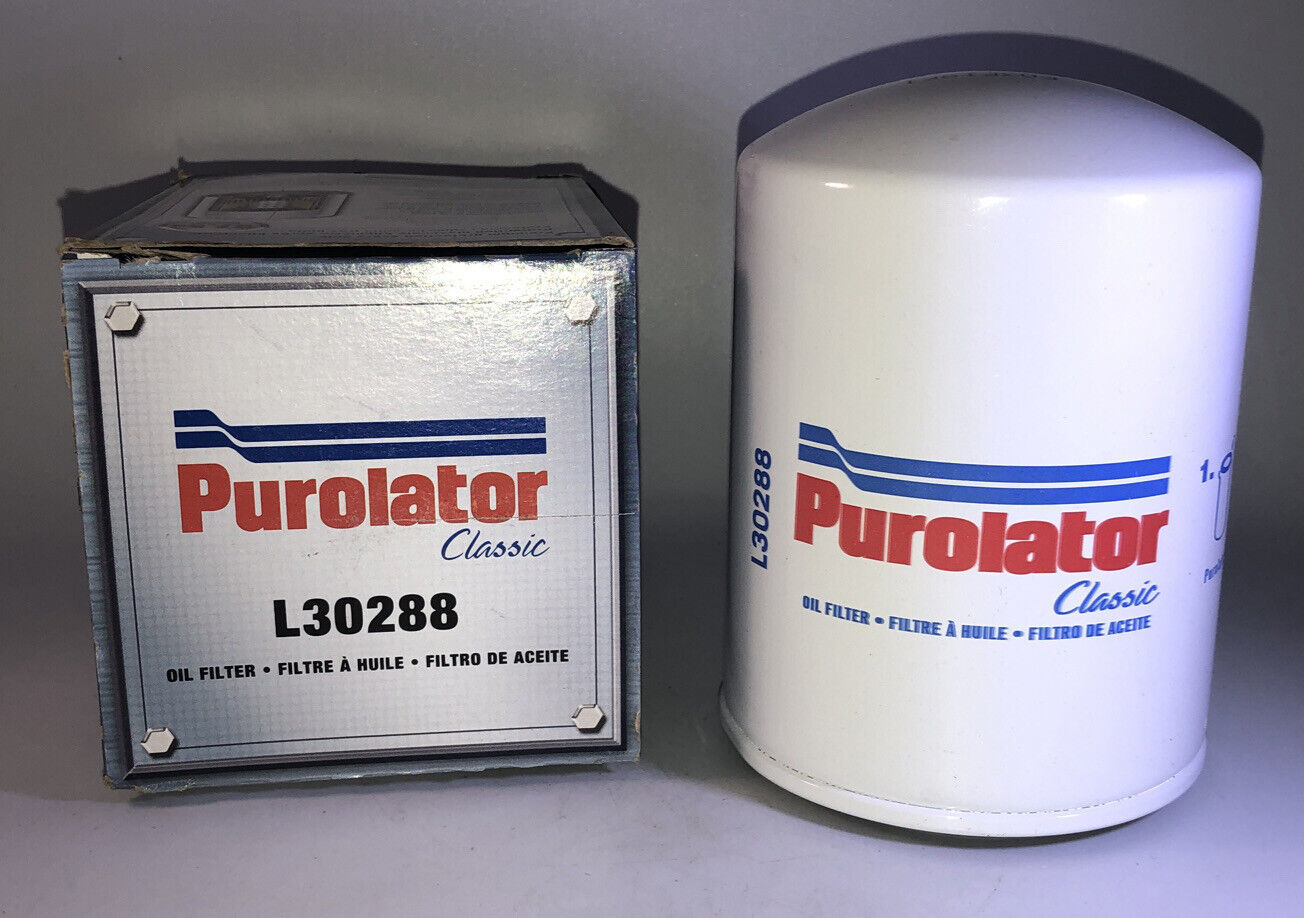 Purolator
Classic
L30288
OIL FILTER • FILTRE À HUILE • FILTRO DE ACEITE
L30288
Purolator
Classic
OIL FILTER • FILTRE À HUILE • FILTRO DE ACEITE
1.